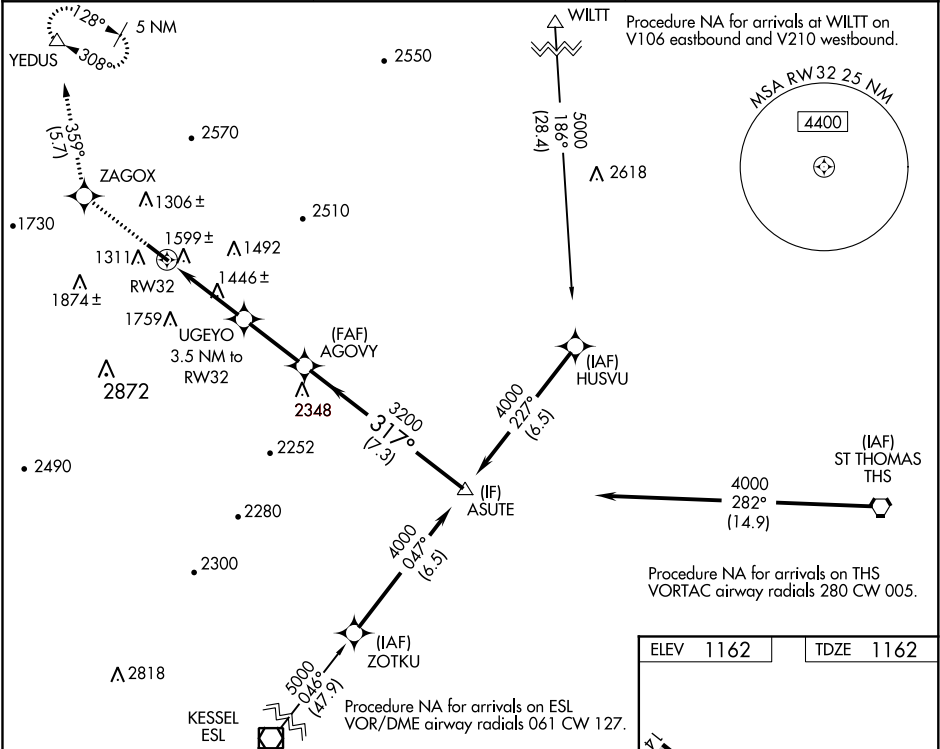 128°
5 NM
308°
YEDUS
359°
(5.7)
ZAGOX
2570
2550
WILTT
5000
186°
(28.4)
Procedure NA for arrivals at WILTT on
V106 eastbound and V210 westbound.
MSA RW32 25 NM
4400
2618
1306 ±
2510
1730
1599 ±
1492
1311
RW32
1446 ±
1874 ±
1759
UGEYO
3.5 NM to
RW32
(FAF)
AGOVY
2872
2348
(IAF)
HUSVU
4000
227°
(6.5)
3200
317°
(7.3)
2252
2490
(IF)
ASUTE
(IAF)
ST THOMAS
THS
4000
282°
(14.9)
2280
2300
4000
047°
(6.5)
Procedure NA for arrivals on THS
VORTAC airway radials 280 CW 005.
(IAF)
ZOTKU
2818
5000
046°
(47.9)
KESSEL
ESL
Procedure NA for arrivals on ESL
VOR/DME airway radials 061 CW 127.
ELEV 1162
TDZE 1162
14